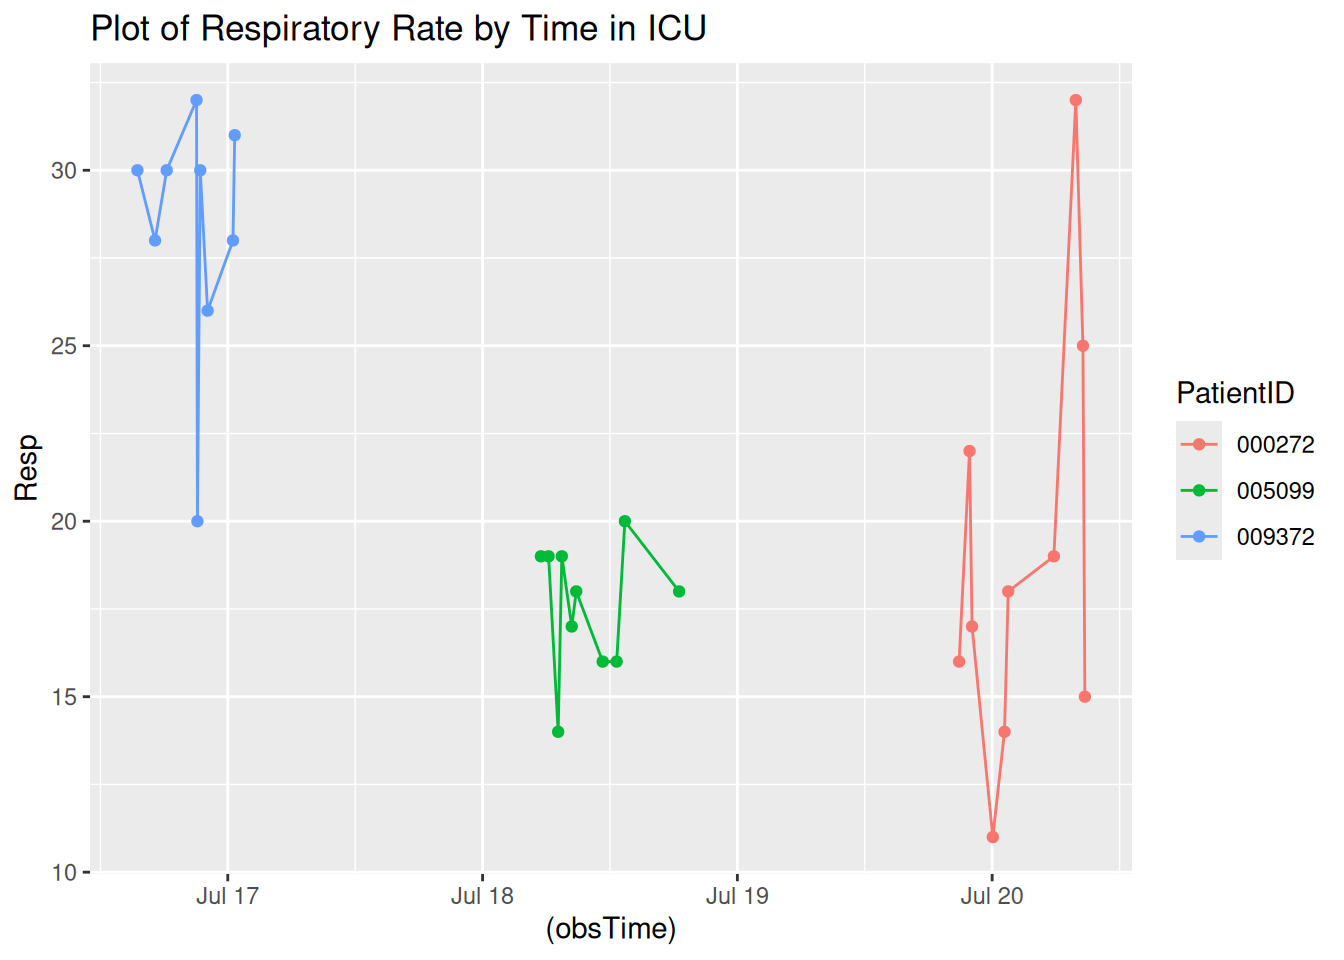 Plot of Respiratory Rate by Time in ICU
30
25
20
15
10
Resp
Jul 17
Jul 18
Jul 19
Jul 20
(obsTime)
PatientID
000272
005099
009372